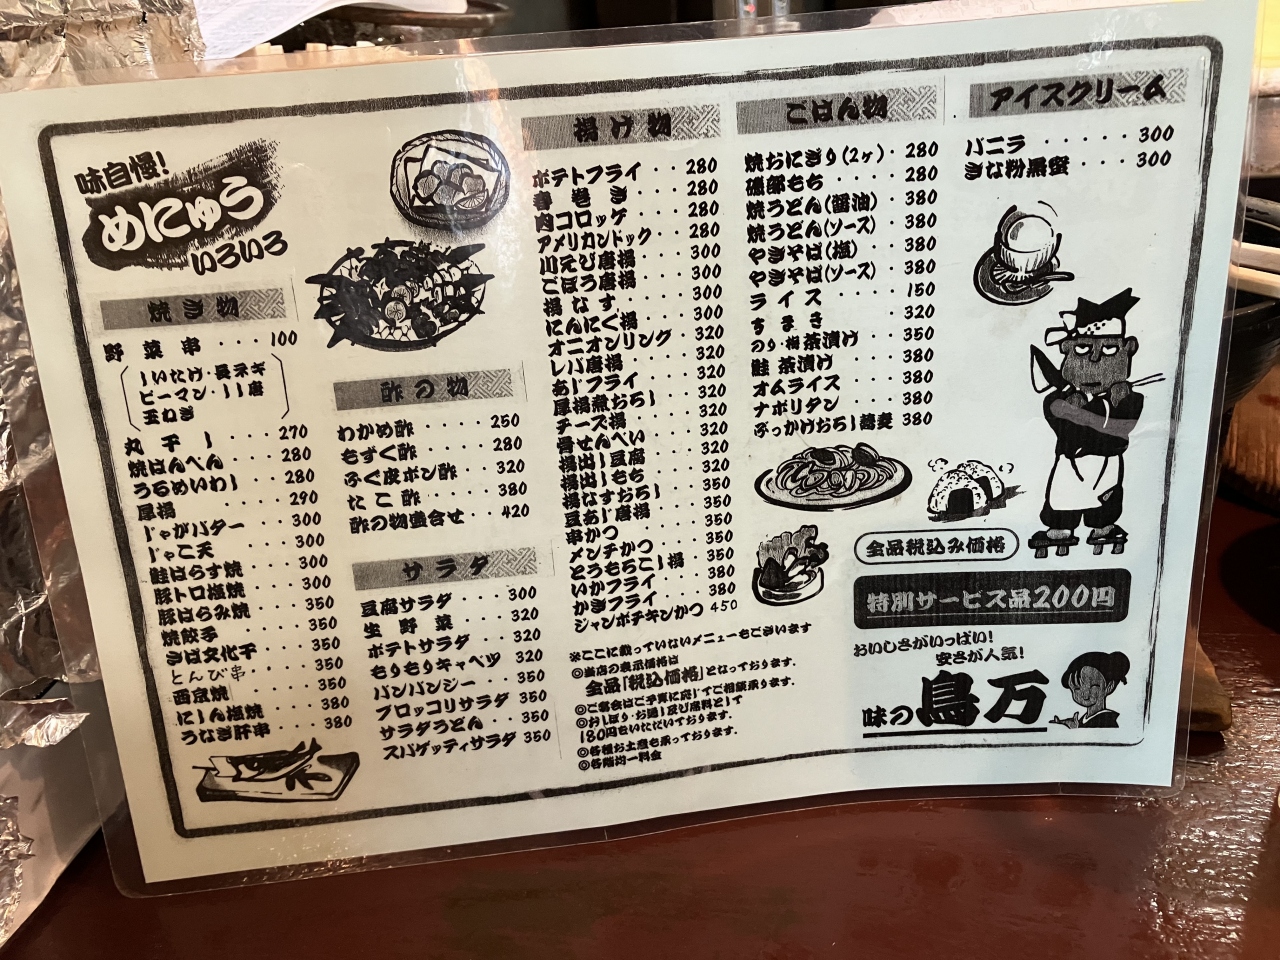 味自慢!
めにゅう
いろいろ
焼き物
野菜串・・・100
しいたけ・長ネギ
ピーマン・しし唐
玉ねぎ
丸干し・・・270
焼はんぺん・・280
うるめいわし・・280
厚揚・・・・290
じゃがバター・・300
じゃこ天・・・300
鮭はらす焼・・300
豚トロ塩焼・・300
豚はらみ焼・・350
焼餃子・・・350
さば文化干・・350
とんび串・・・350
西京焼・・・350
にしん塩焼・・380
うなぎ肝串・・380
酢の物
わかめ酢・・・・250
もずく酢・・・・280
ふぐ皮ポン酢・・320
たこ酢・・・・380
酢の物盛合せ・・420
サラダ
豆腐サラダ・・・300
生野菜・・・320
ポテトサラダ・・320
もりもりキャベツ 320
バンバンジー・・350
ブロッコリサラダ 350
サラダうどん・・350
スパゲッティサラダ 350
揚げ物
ポテトフライ・・280
春巻き・・・280
肉コロッケ・・・280
アメリカンドック・・280
川えび唐揚・・・300
ごぼう唐揚・・・300
揚なす・・・・300
にんにく揚・・・300
オニオンリング・・320
レバ唐揚・・・320
あじフライ・・・320
厚揚煮おろし・・320
チーズ揚・・・320
骨せんべい・・・320
揚出し豆腐・・・320
揚出しもち・・・320
揚なすおろし・・350
豆あじ唐揚・・・350
串かつ・・・・350
メンチかつ・・・350
とうもろこし揚・・350
いかフライ・・・380
かきフライ・・・380
ジャンボチキンかつ 450
※ここに載っていないメニューもございます
◎当店の表示価格は
全品「税込価格」となっております。
◎ご宴会はご予算に応じてご相談承ります。
◎おしぼり・お通し及び席料として
180円をいただいております。
◎各種お土産も承っております。
◎各階均一料金
ごはん物
焼おにぎり(2ヶ)・280
磯部もち・・・・280
焼うどん(醤油)・・380
焼うどん(ソース)・・380
やきそば(塩)・・・380
やきそば(ソース)・・380
ライス・・・・150
ちまき・・・・320
のり・梅茶漬け・・・350
鮭茶漬け・・・・380
オムライス・・・380
ナポリタン・・・380
ぶっかけおろし蕎麦 380
アイスクリーム
バニラ・・・・・300
きな粉黒蜜・・・300
全品税込み価格
特別サービス品200円
おいしさがいっぱい!
安さが人気!
味の鳥万